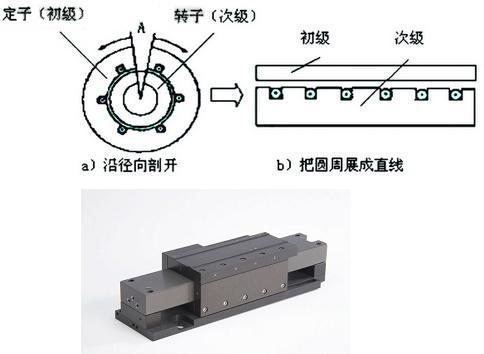 定子（初级）
A
转子（次级）
初级
次级
a）沿径向剖开
b）把圆周展成直线